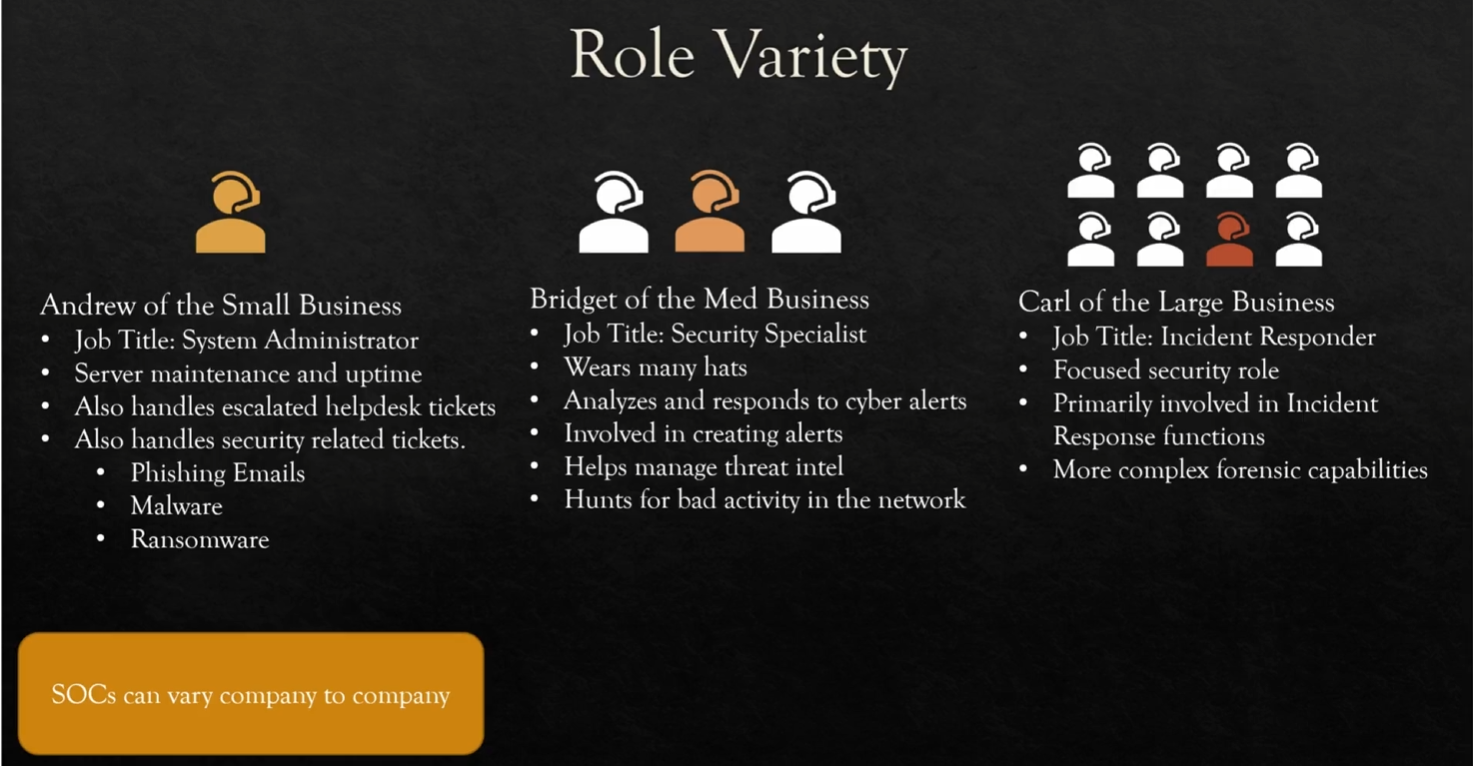 Role Variety
Andrew of the Small Business
• Job Title: System Administrator
• Server maintenance and uptime
• Also handles escalated helpdesk tickets
• Also handles security related tickets.
• Phishing Emails
• Malware
• Ransomware
Bridget of the Med Business
• Job Title: Security Specialist
• Wears many hats
• Analyzes and responds to cyber alerts
• Involved in creating alerts
• Helps manage threat intel
• Hunts for bad activity in the network
Carl of the Large Business
• Job Title: Incident Responder
• Focused security role
• Primarily involved in Incident
Response functions
• More complex forensic capabilities
SOCs can vary company to company